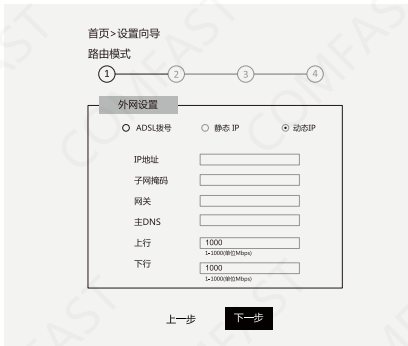 首页>设置向导
路由模式
1 2 3 4
外网设置
ADSL拨号 静态 IP 动态IP
IP地址
子网掩码
网关
主DNS
上行 1000
1-1000(单位Mbps)
下行 1000
1-1000(单位Mbps)
上一步 下一步
COMFAST